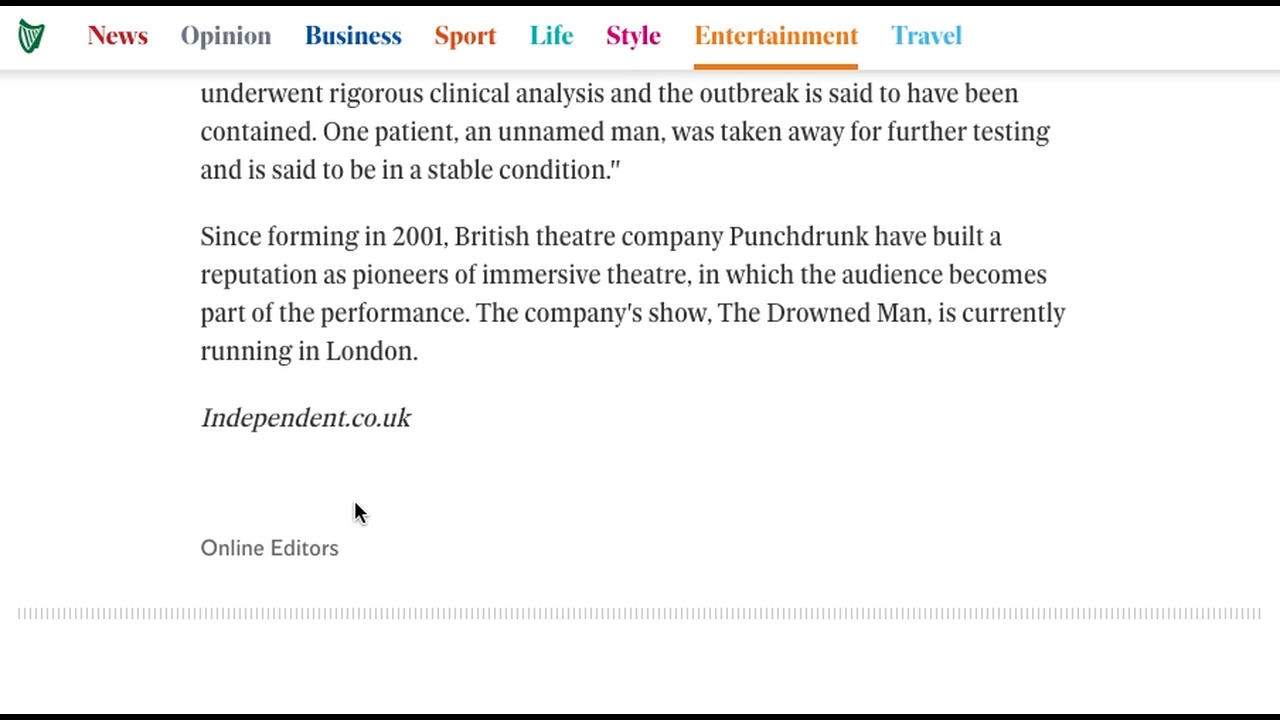 News Opinion Business Sport Life Style Entertainment Travel
underwent rigorous clinical analysis and the outbreak is said to have been
contained. One patient, an unnamed man, was taken away for further testing
and is said to be in a stable condition."
Since forming in 2001, British theatre company Punchdrunk have built a
reputation as pioneers of immersive theatre, in which the audience becomes
part of the performance. The company's show, The Drowned Man, is currently
running in London.
Independent.co.uk
Online Editors